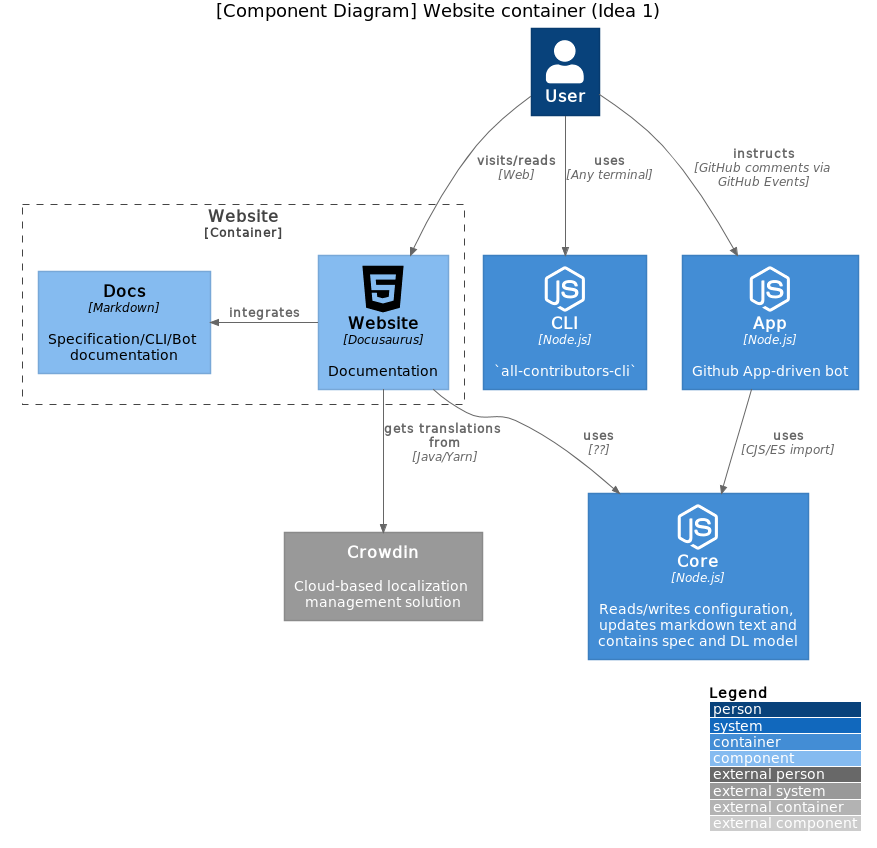 [Component Diagram] Website container (Idea 1)
User
visits/reads
[Web]
uses
[Any terminal]
instructs
[GitHub comments via
GitHub Events]
Website
[Container]
Docs
[Markdown]
Specification/CLI/Bot
documentation
integrates
Website
[Docusaurus]
Documentation
JS
CLI
[Node.js]
`all-contributors-cli`
JS
App
[Node.js]
Github App-driven bot
gets translations
from
[Java/Yarn]
uses
[??]
uses
[CJS/ES import]
Crowdin
Cloud-based localization
management solution
JS
Core
[Node.js]
Reads/writes configuration,
updates markdown text and
contains spec and DL model
Legend
person
system
container
component
external person
external system
external container
external component